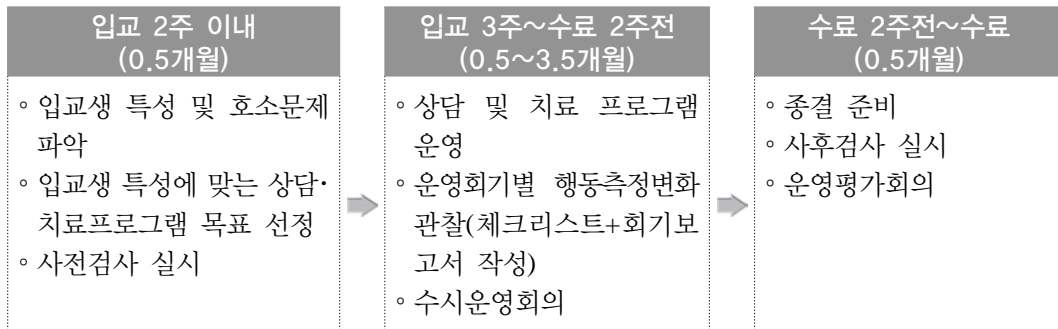 입교 2주 이내
(0.5개월)
◦입교생 특성 및 호소문제
파악
◦입교생 특성에 맞는 상담·
치료프로그램 목표 선정
◦사전검사 실시
입교 3주~수료 2주전
(0.5~3.5개월)
◦상담 및 치료 프로그램
운영
◦운영회기별 행동측정변화
관찰(체크리스트+회기보
고서 작성)
◦수시운영회의
수료 2주전~수료
(0.5개월)
◦종결 준비
◦사후검사 실시
◦운영평가회의